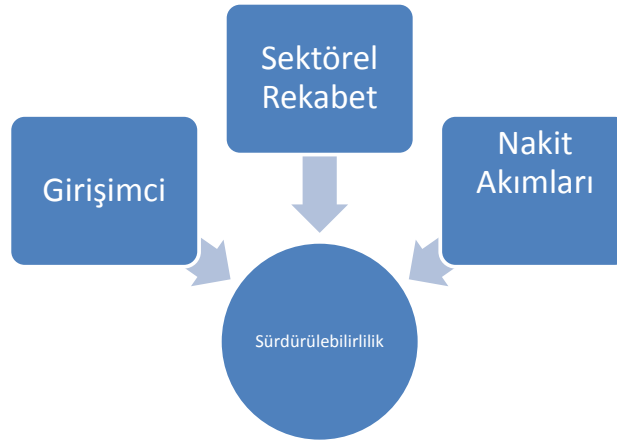 Sektörel
Rekabet
Girişimci
Nakit
Akımları
Sürdürülebilirlilik